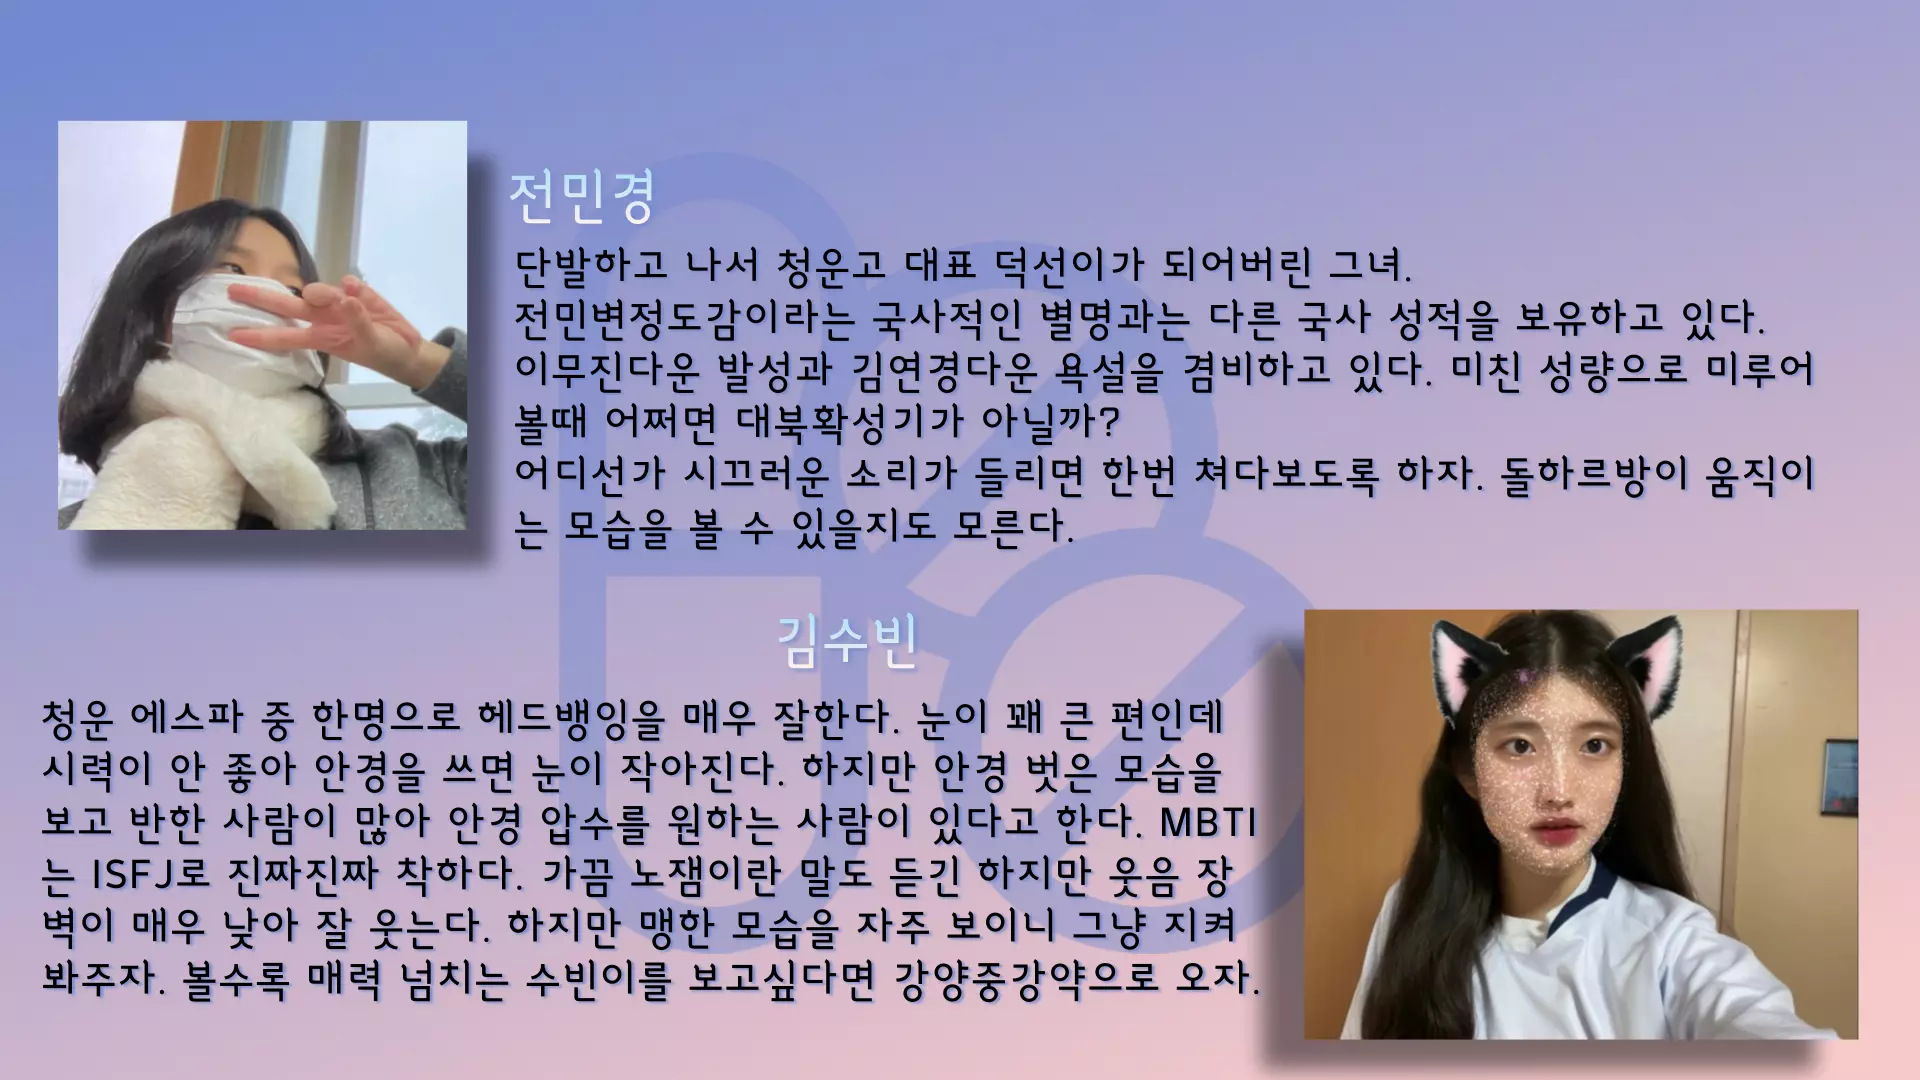 전민경
단발하고 나서 청운고 대표 덕선이가 되어버린 그녀.
전민변정도감이라는 국사적인 별명과는 다른 국사 성적을 보유하고 있다.
이무진다운 발성과 김연경다운 욕설을 겸비하고 있다. 미친 성량으로 미루어
볼때 어쩌면 대북확성기가 아닐까?
어디선가 시끄러운 소리가 들리면 한번 쳐다보도록 하자. 돌하르방이 움직이
는 모습을 볼 수 있을지도 모른다.
김수빈
청운 에스파 중 한명으로 헤드뱅잉을 매우 잘한다. 눈이 꽤 큰 편인데
시력이 안 좋아 안경을 쓰면 눈이 작아진다. 하지만 안경 벗은 모습을
보고 반한 사람이 많아 안경 압수를 원하는 사람이 있다고 한다. MBTI
는 ISFJ로 진짜진짜 착하다. 가끔 노잼이란 말도 듣긴 하지만 웃음 장
벽이 매우 낮아 잘 웃는다. 하지만 맹한 모습을 자주 보이니 그냥 지켜
봐주자. 볼수록 매력 넘치는 수빈이를 보고싶다면 강양중강약으로 오자.